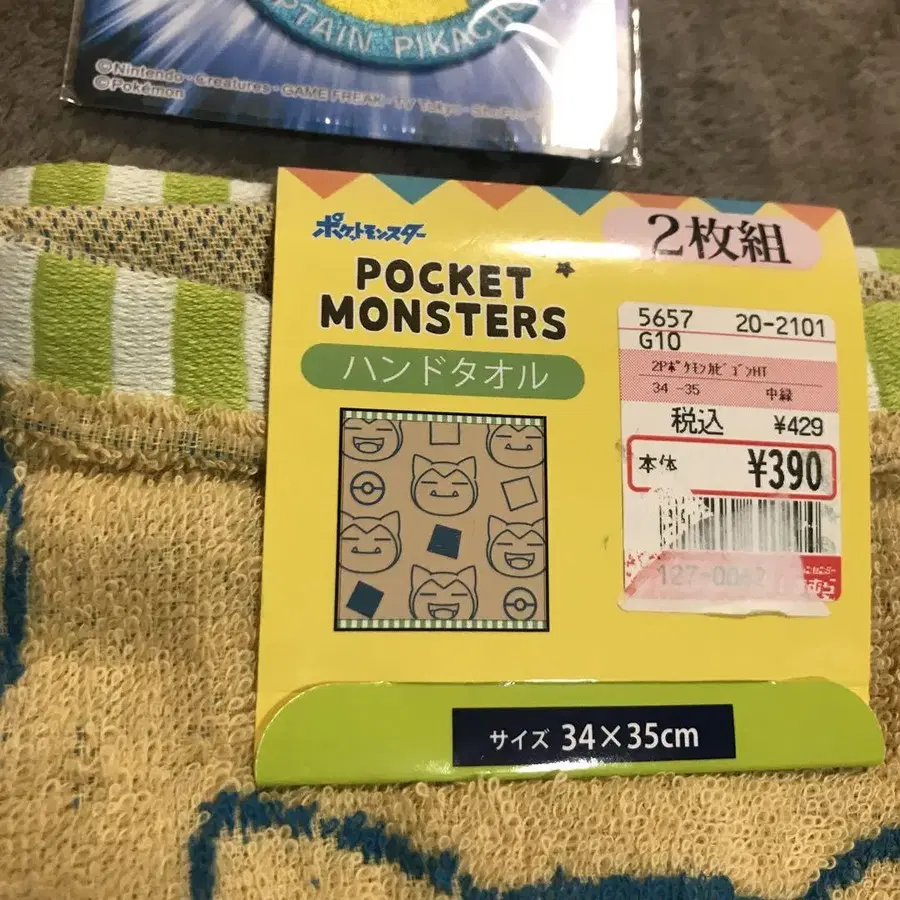 CAPTAIN PIKACHU
©Nintendo・Creatures・GAME FREAK・TV Tokyo・ShoPro
©Pokémon
ポケットモンスター
2枚組
POCKET
MONSTERS
ハンドタオル
5657 20-2101
G10
2PポケモンカビゴンHT
34 -35 中緑
税込 ¥429
本体 ¥390
サイズ 34×35cm